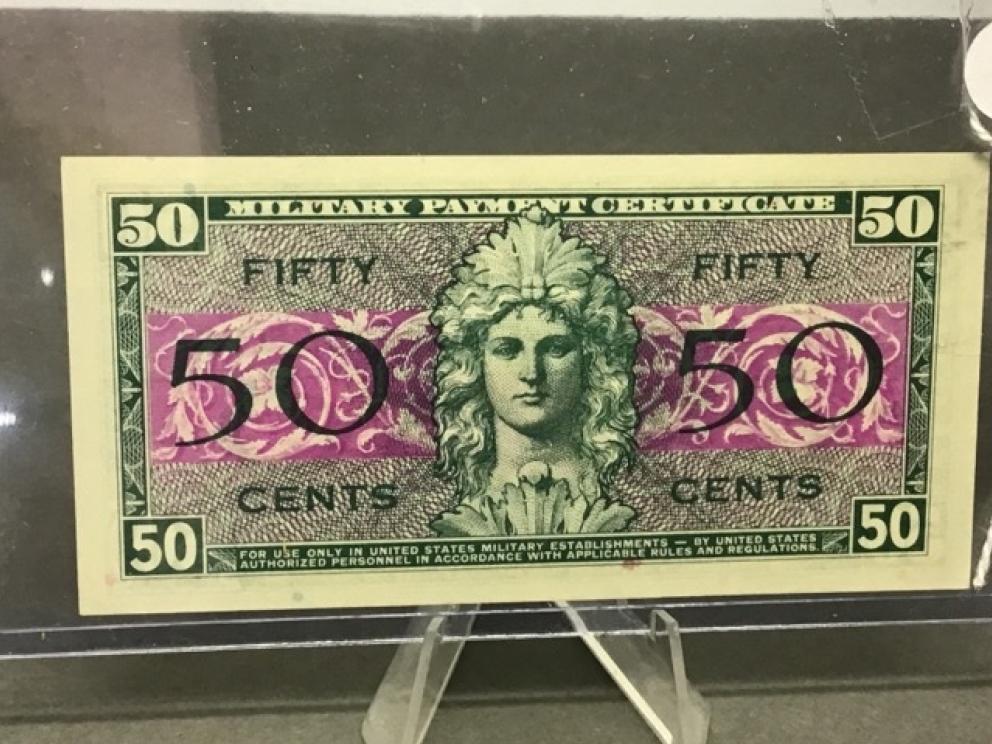 50 MILITARY PAYMENT CERTIFICATE 50
FIFTY FIFTY
50 50
CENTS CENTS
50 50
FOR USE ONLY IN UNITED STATES MILITARY ESTABLISHMENTS — BY UNITED STATES
AUTHORIZED PERSONNEL IN ACCORDANCE WITH APPLICABLE RULES AND REGULATIONS.